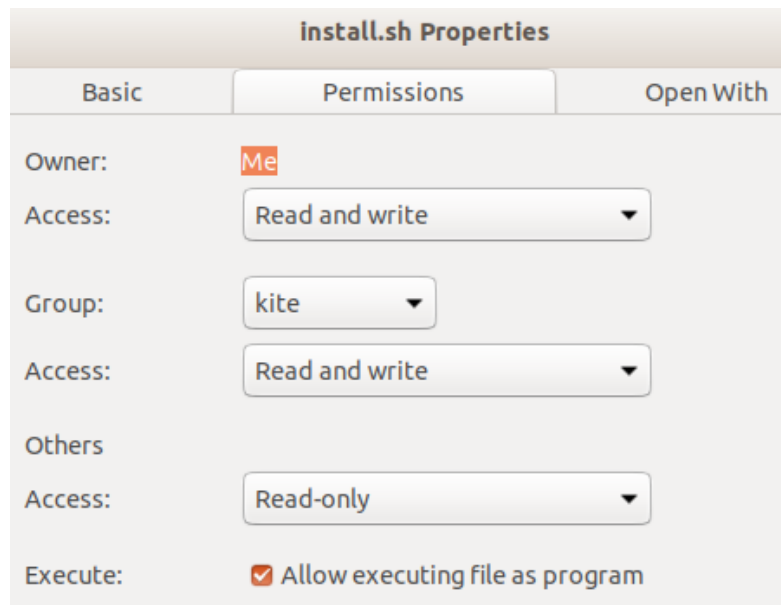 install.sh Properties
Basic Permissions Open With
Owner: Me
Access: Read and write
Group: kite
Access: Read and write
Others
Access: Read-only
Execute: Allow executing file as program